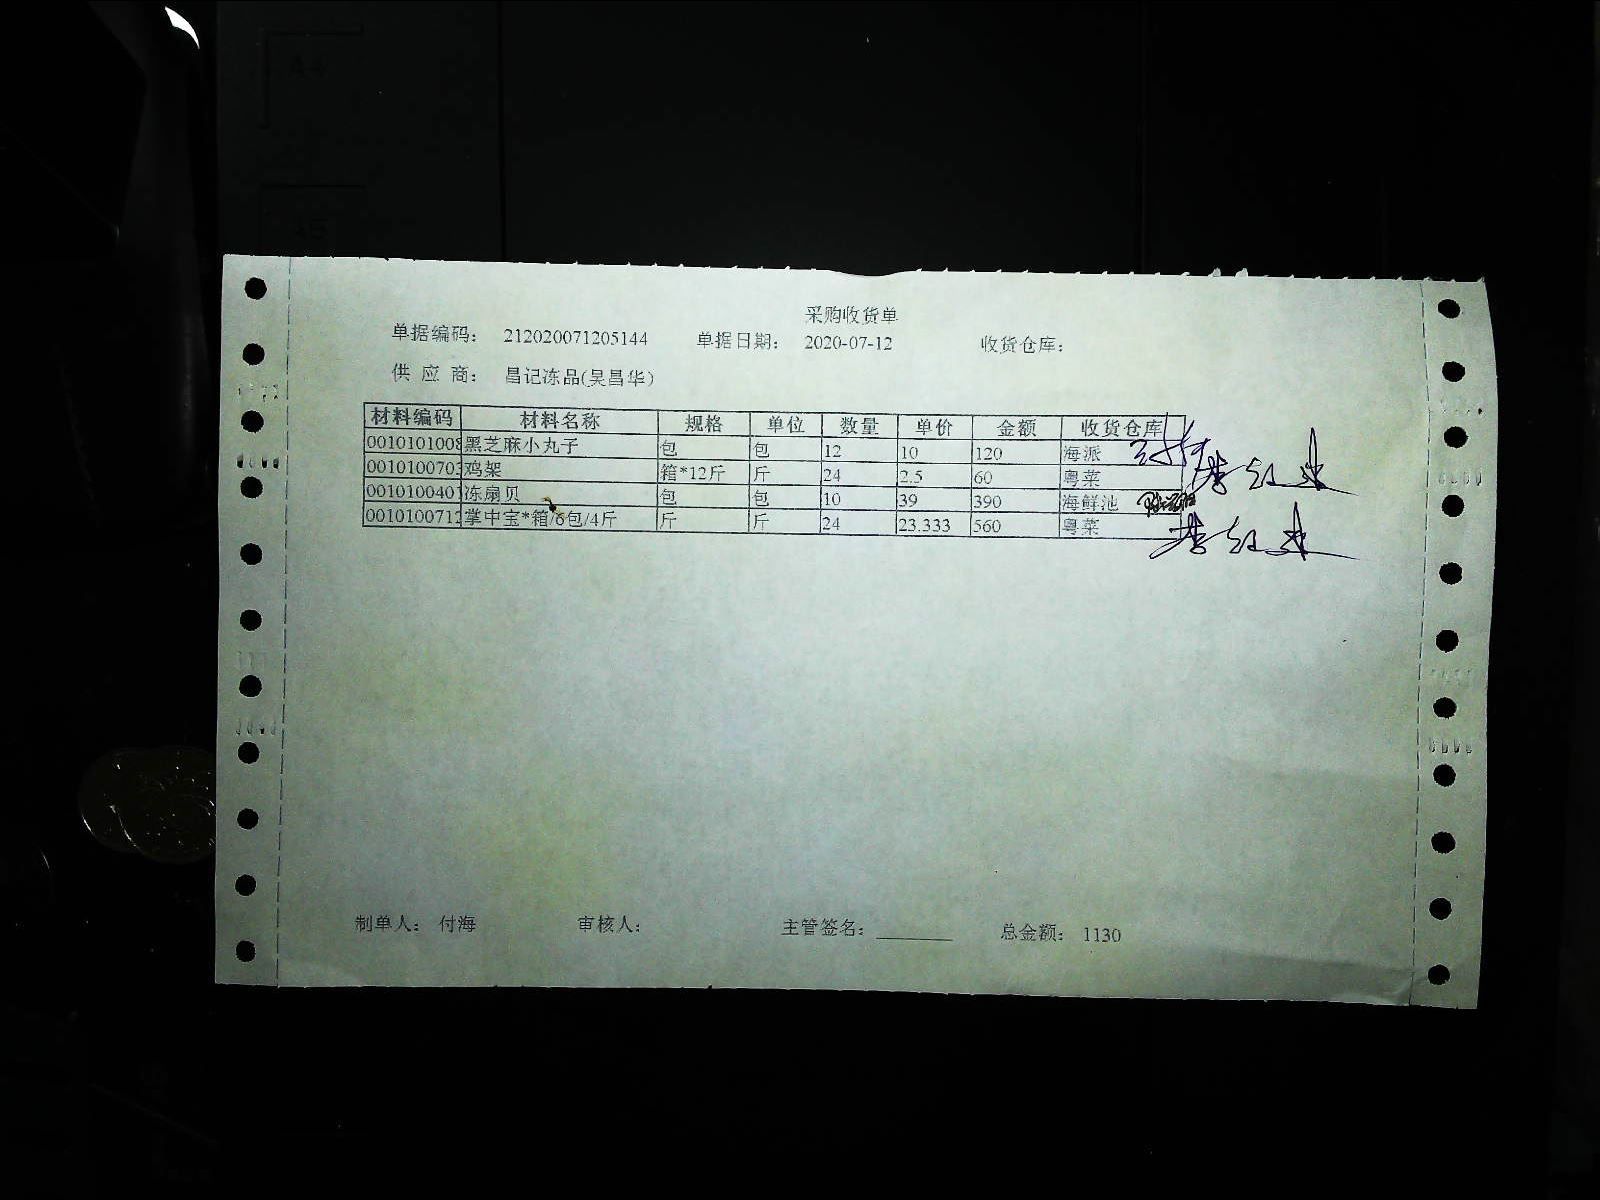 采购收货单
单据编码: 212020071205144 单据日期: 2020-07-12 收货仓库:
供 应 商: 昌记冻品(吴昌华)
材料编码 材料名称 规格 单位 数量 单价 金额 收货仓库
0010101008 黑芝麻小丸子 包 包 12 10 120 海派
001010070 鸡架 箱*12斤 斤 24 2.5 60 粤菜
001010040 冻扇贝 包 包 10 39 390 海鲜池
001010071 掌中宝*箱/6包/4斤 斤 斤 24 23.333 560 粤菜
制单人: 付海 审核人: 主管签名: 总金额: 1130